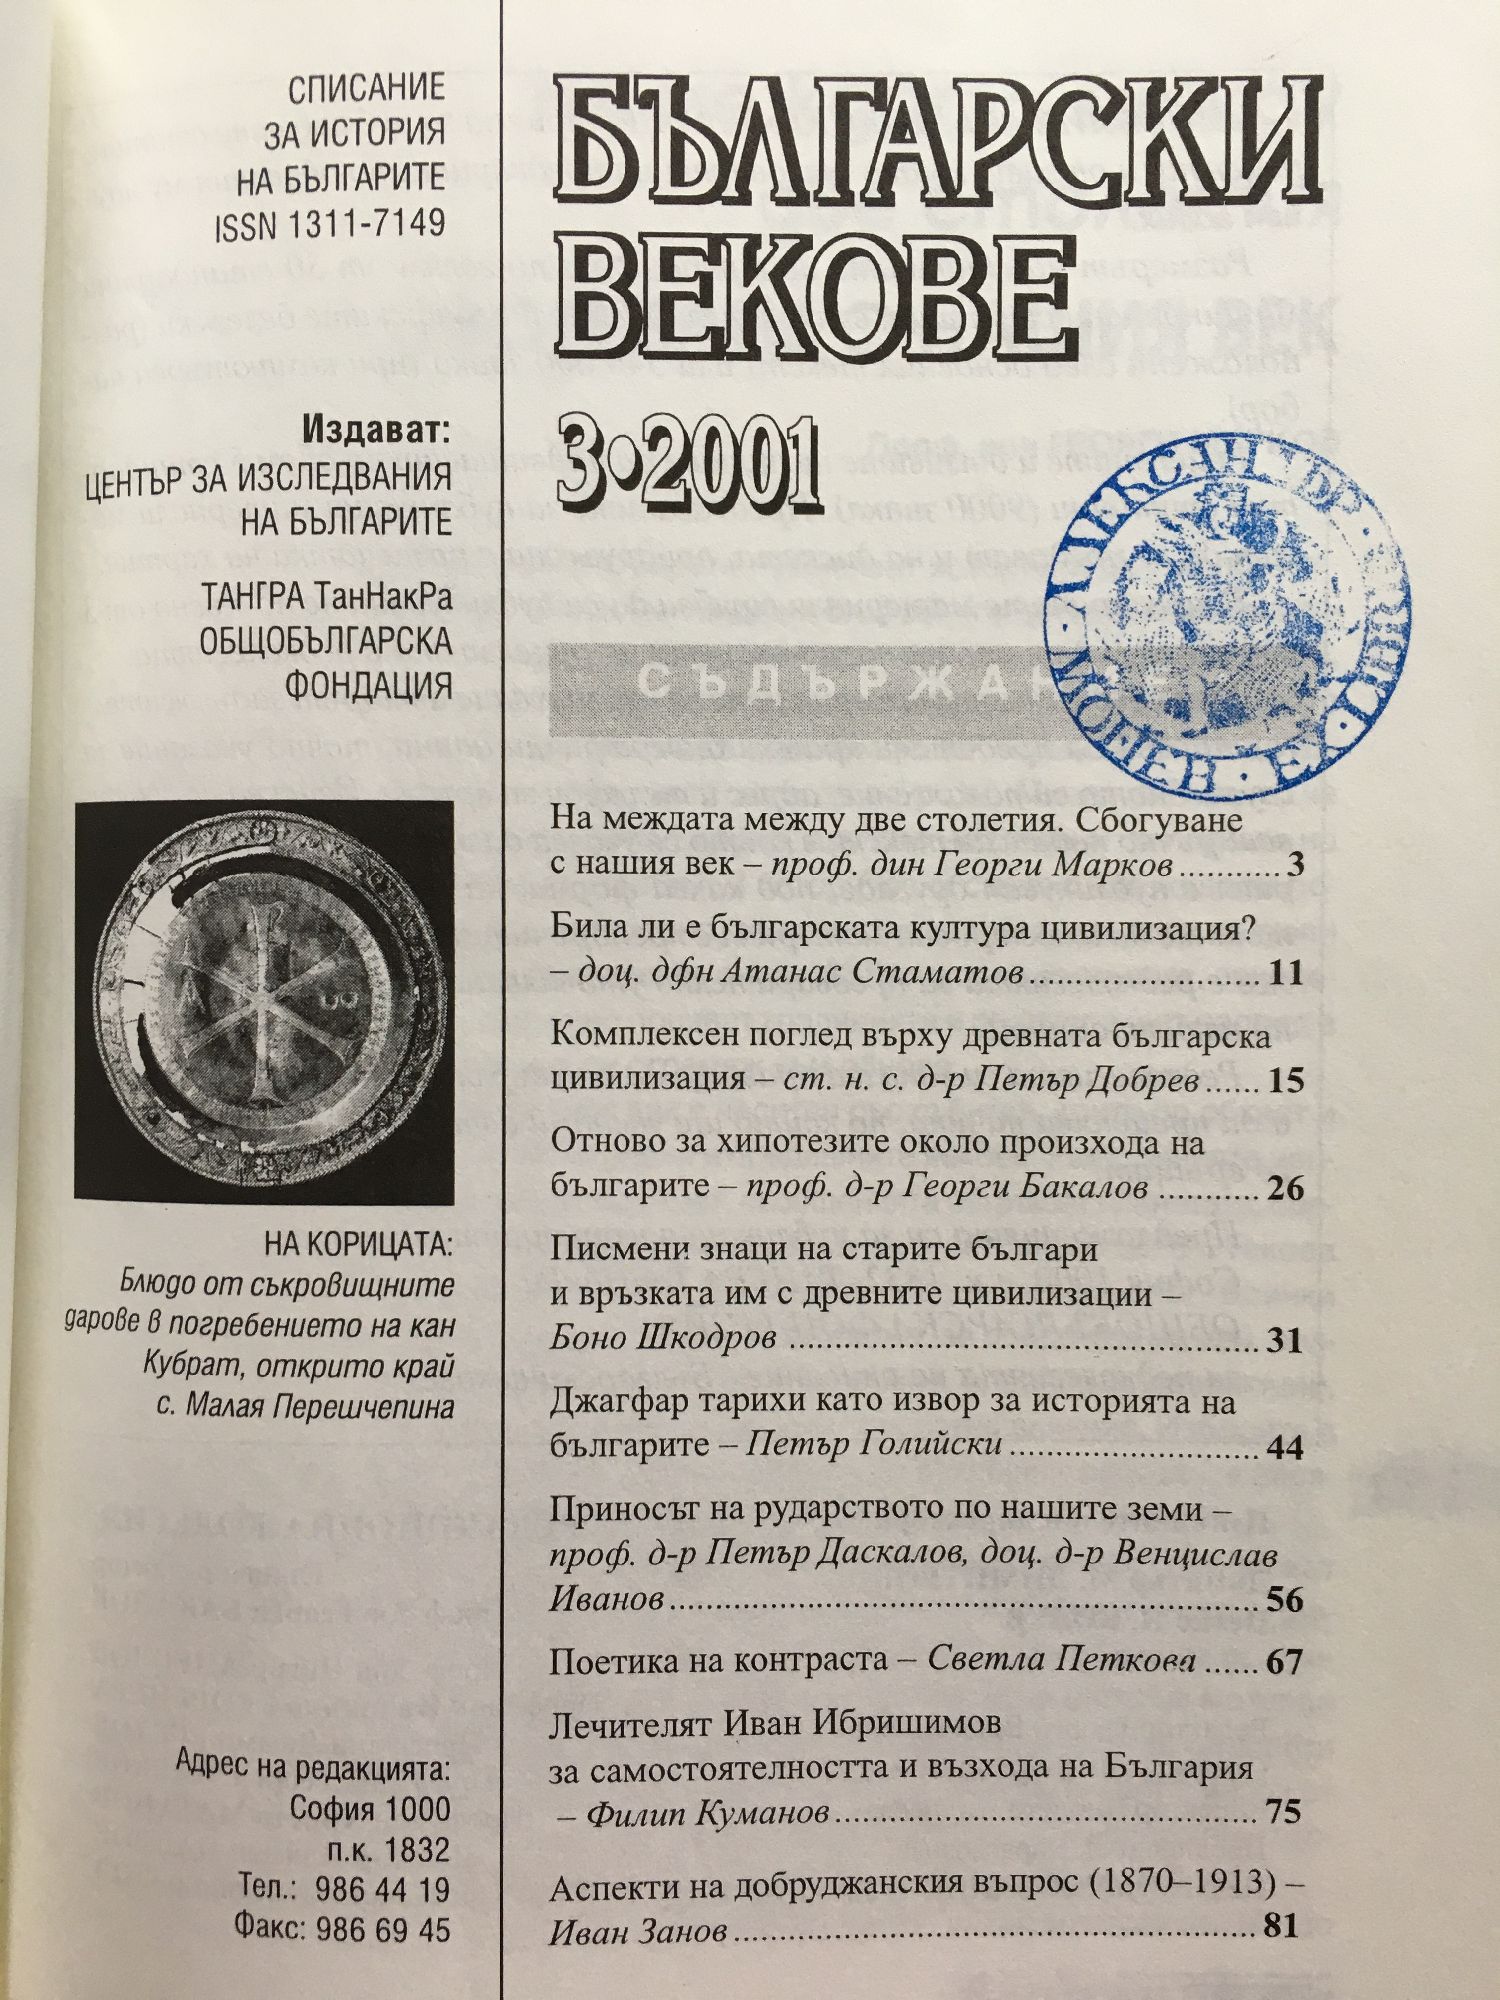 СПИСАНИЕ
ЗА ИСТОРИЯ
НА БЪЛГАРИТЕ
ISSN 1311-7149
Издават:
ЦЕНТЪР ЗА ИЗСЛЕДВАНИЯ
НА БЪЛГАРИТЕ
ТАНГРА ТанНакРа
ОБЩОБЪЛГАРСКА
ФОНДАЦИЯ
НА КОРИЦАТА:
Блюдо от съкровищните
дарове в погребението на кан
Кубрат, открито край
с. Малая Перешчепина
Адрес на редакцията:
София 1000
п.к. 1832
Тел.: 986 44 19
Факс: 986 69 45
БЪЛГАРСКИ
ВЕКОВЕ
3•2001
АЛЕКСАНДЪР · EX · LIBRIS · МОШЕВ
СЪДЪРЖАНИЕ
На междата между две столетия. Сбогуване
с нашия век – проф. дин Георги Марков........... 3
Била ли е българската култура цивилизация?
– доц. дфн Атанас Стаматов......................... 11
Комплексен поглед върху древната българска
цивилизация – ст. н. с. д-р Петър Добрев...... 15
Отново за хипотезите около произхода на
българите – проф. д-р Георги Бакалов ........... 26
Писмени знаци на старите българи
и връзката им с древните цивилизации –
Боно Шкодров ................................................... 31
Джагфар тарихи като извор за историята на
българите – Петър Голийски........................... 44
Приносът на рударството по нашите земи –
проф. д-р Петър Даскалов, доц. д-р Венцислав
Иванов................................................................ 56
Поетика на контраста – Светла Петкова ...... 67
Лечителят Иван Ибришимов
за самостоятелността и възхода на България
– Филип Куманов.............................................. 75
Аспекти на добруджанския въпрос (1870–1913) –
Иван Занов......................................................... 81